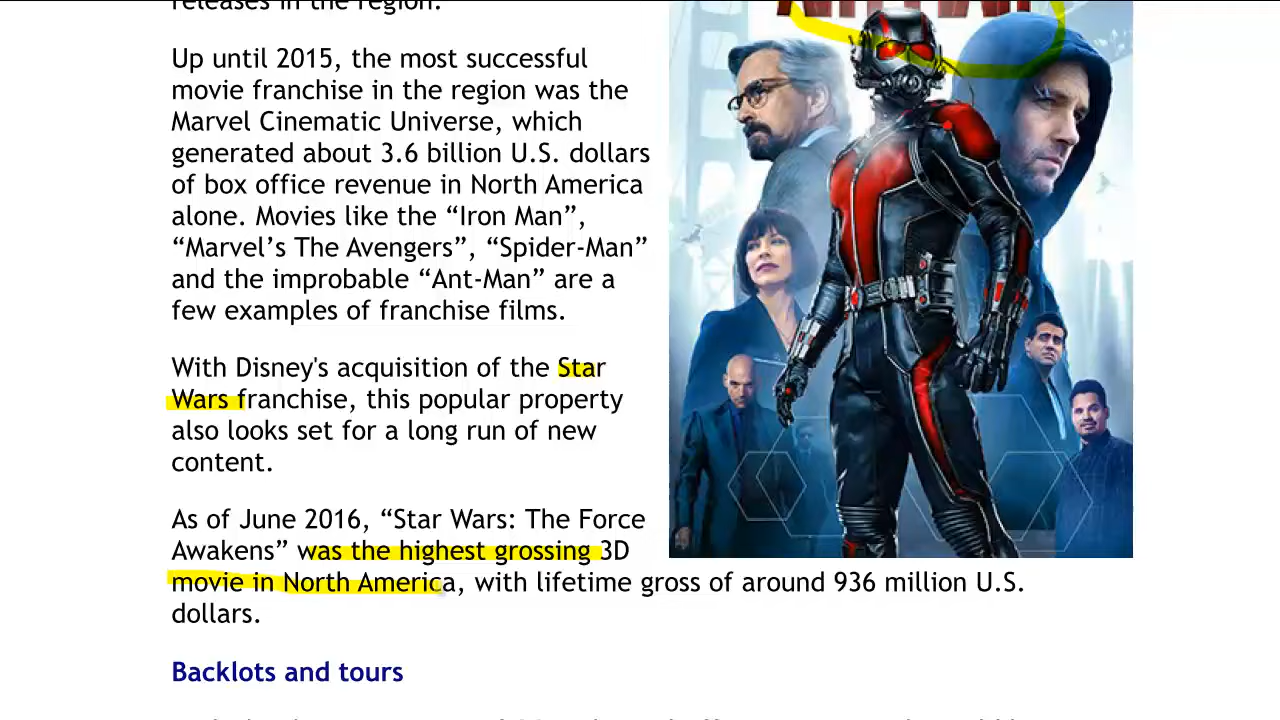 releases in the region.
Up until 2015, the most successful
movie franchise in the region was the
Marvel Cinematic Universe, which
generated about 3.6 billion U.S. dollars
of box office revenue in North America
alone. Movies like the “Iron Man”,
“Marvel’s The Avengers”, “Spider-Man”
and the improbable “Ant-Man” are a
few examples of franchise films.
With Disney's acquisition of the Star
Wars franchise, this popular property
also looks set for a long run of new
content.
As of June 2016, “Star Wars: The Force
Awakens” was the highest grossing 3D
movie in North America, with lifetime gross of around 936 million U.S.
dollars.
Backlots and tours